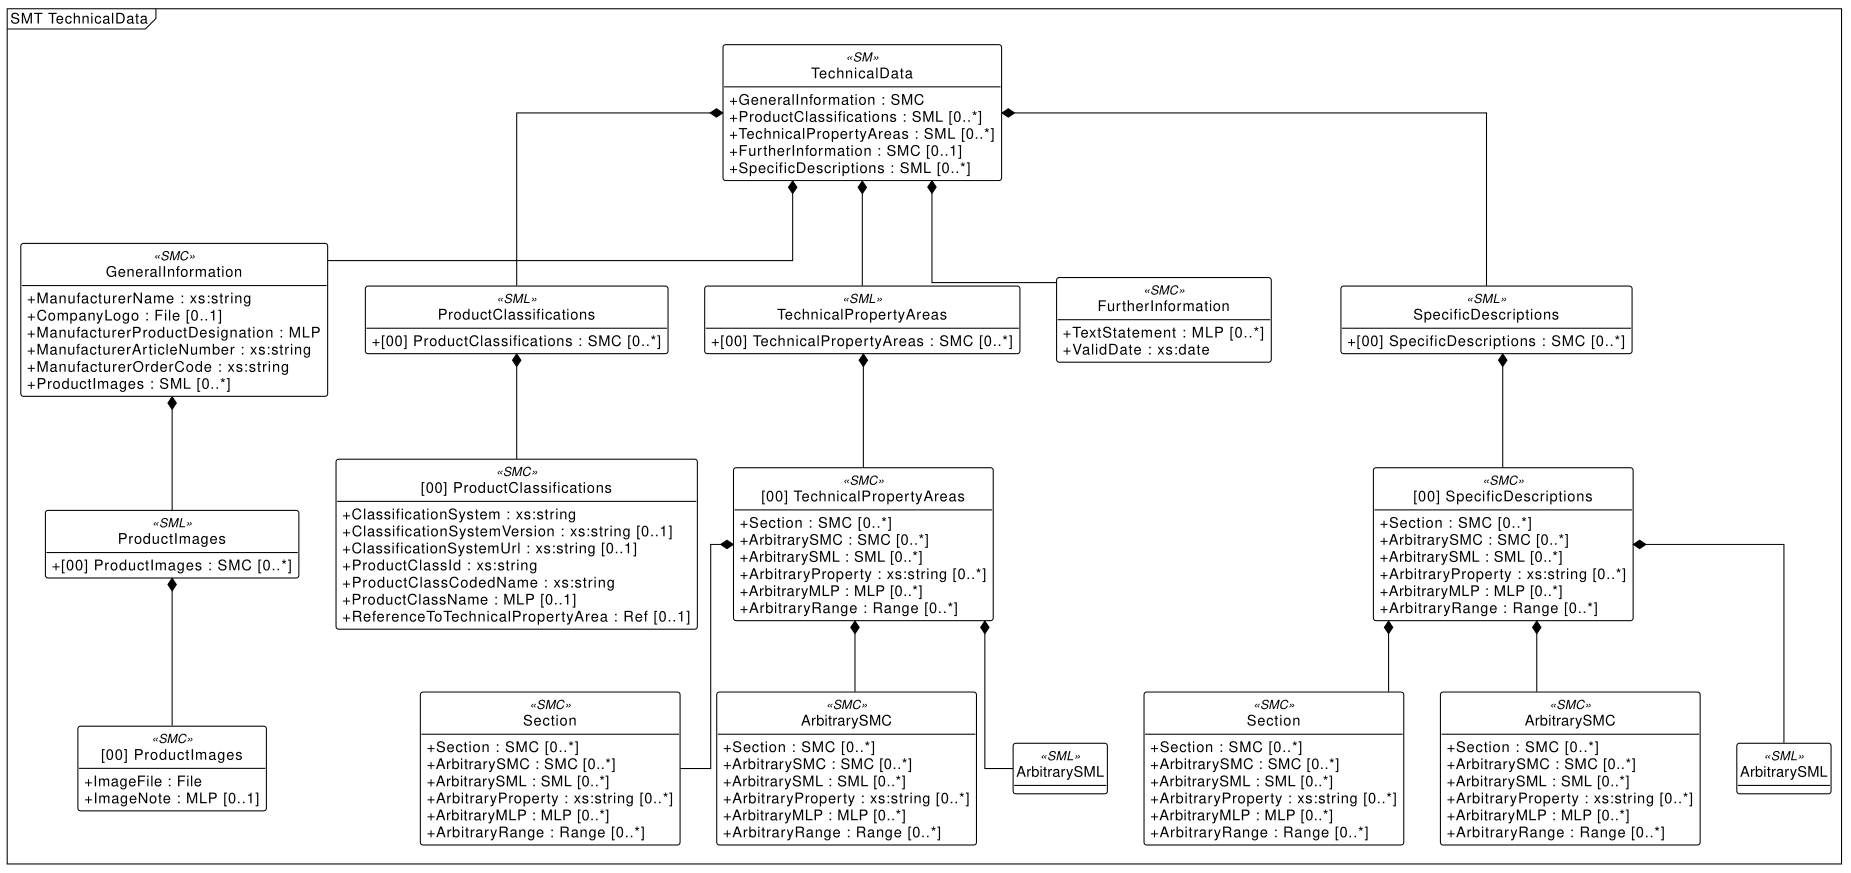 SMT TechnicalData
«SM»
TechnicalData
+GeneralInformation : SMC
+ProductClassifications : SML [0..*]
+TechnicalPropertyAreas : SML [0..*]
+FurtherInformation : SMC [0..1]
+SpecificDescriptions : SML [0..*]
«SMC»
GeneralInformation
+ManufacturerName : xs:string
+CompanyLogo : File [0..1]
+ManufacturerProductDesignation : MLP
+ManufacturerArticleNumber : xs:string
+ManufacturerOrderCode : xs:string
+ProductImages : SML [0..*]
«SML»
ProductClassifications
+[00] ProductClassifications : SMC [0..*]
«SML»
TechnicalPropertyAreas
+[00] TechnicalPropertyAreas : SMC [0..*]
«SMC»
FurtherInformation
+TextStatement : MLP [0..*]
+ValidDate : xs:date
«SML»
SpecificDescriptions
+[00] SpecificDescriptions : SMC [0..*]
«SML»
ProductImages
+[00] ProductImages : SMC [0..*]
«SMC»
[00] ProductClassifications
+ClassificationSystem : xs:string
+ClassificationSystemVersion : xs:string [0..1]
+ClassificationSystemUrl : xs:string [0..1]
+ProductClassId : xs:string
+ProductClassCodedName : xs:string
+ProductClassName : MLP [0..1]
+ReferenceToTechnicalPropertyArea : Ref [0..1]
«SMC»
[00] TechnicalPropertyAreas
+Section : SMC [0..*]
+ArbitrarySMC : SMC [0..*]
+ArbitrarySML : SML [0..*]
+ArbitraryProperty : xs:string [0..*]
+ArbitraryMLP : MLP [0..*]
+ArbitraryRange : Range [0..*]
«SMC»
[00] SpecificDescriptions
+Section : SMC [0..*]
+ArbitrarySMC : SMC [0..*]
+ArbitrarySML : SML [0..*]
+ArbitraryProperty : xs:string [0..*]
+ArbitraryMLP : MLP [0..*]
+ArbitraryRange : Range [0..*]
«SMC»
[00] ProductImages
+ImageFile : File
+ImageNote : MLP [0..1]
«SMC»
Section
+Section : SMC [0..*]
+ArbitrarySMC : SMC [0..*]
+ArbitrarySML : SML [0..*]
+ArbitraryProperty : xs:string [0..*]
+ArbitraryMLP : MLP [0..*]
+ArbitraryRange : Range [0..*]
«SMC»
ArbitrarySMC
+Section : SMC [0..*]
+ArbitrarySMC : SMC [0..*]
+ArbitrarySML : SML [0..*]
+ArbitraryProperty : xs:string [0..*]
+ArbitraryMLP : MLP [0..*]
+ArbitraryRange : Range [0..*]
«SML»
ArbitrarySML
«SMC»
Section
+Section : SMC [0..*]
+ArbitrarySMC : SMC [0..*]
+ArbitrarySML : SML [0..*]
+ArbitraryProperty : xs:string [0..*]
+ArbitraryMLP : MLP [0..*]
+ArbitraryRange : Range [0..*]
«SMC»
ArbitrarySMC
+Section : SMC [0..*]
+ArbitrarySMC : SMC [0..*]
+ArbitrarySML : SML [0..*]
+ArbitraryProperty : xs:string [0..*]
+ArbitraryMLP : MLP [0..*]
+ArbitraryRange : Range [0..*]
«SML»
ArbitrarySML